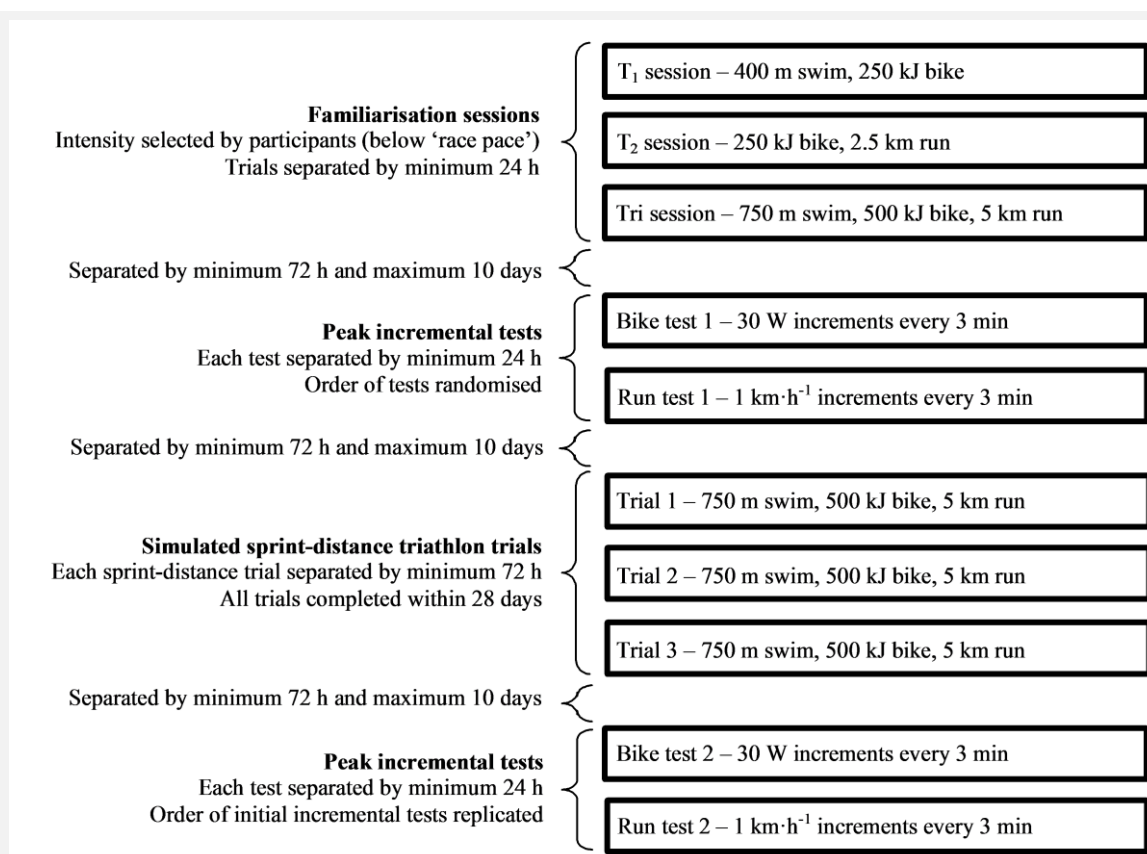 T₁ session – 400 m swim, 250 kJ bike
Familiarisation sessions
Intensity selected by participants (below ‘race pace’)
Trials separated by minimum 24 h
T₂ session – 250 kJ bike, 2.5 km run
Tri session – 750 m swim, 500 kJ bike, 5 km run
Separated by minimum 72 h and maximum 10 days
Peak incremental tests
Each test separated by minimum 24 h
Order of tests randomised
Bike test 1 – 30 W increments every 3 min
Run test 1 – 1 km·h⁻¹ increments every 3 min
Separated by minimum 72 h and maximum 10 days
Simulated sprint-distance triathlon trials
Each sprint-distance trial separated by minimum 72 h
All trials completed within 28 days
Trial 1 – 750 m swim, 500 kJ bike, 5 km run
Trial 2 – 750 m swim, 500 kJ bike, 5 km run
Trial 3 – 750 m swim, 500 kJ bike, 5 km run
Separated by minimum 72 h and maximum 10 days
Peak incremental tests
Each test separated by minimum 24 h
Order of initial incremental tests replicated
Bike test 2 – 30 W increments every 3 min
Run test 2 – 1 km·h⁻¹ increments every 3 min